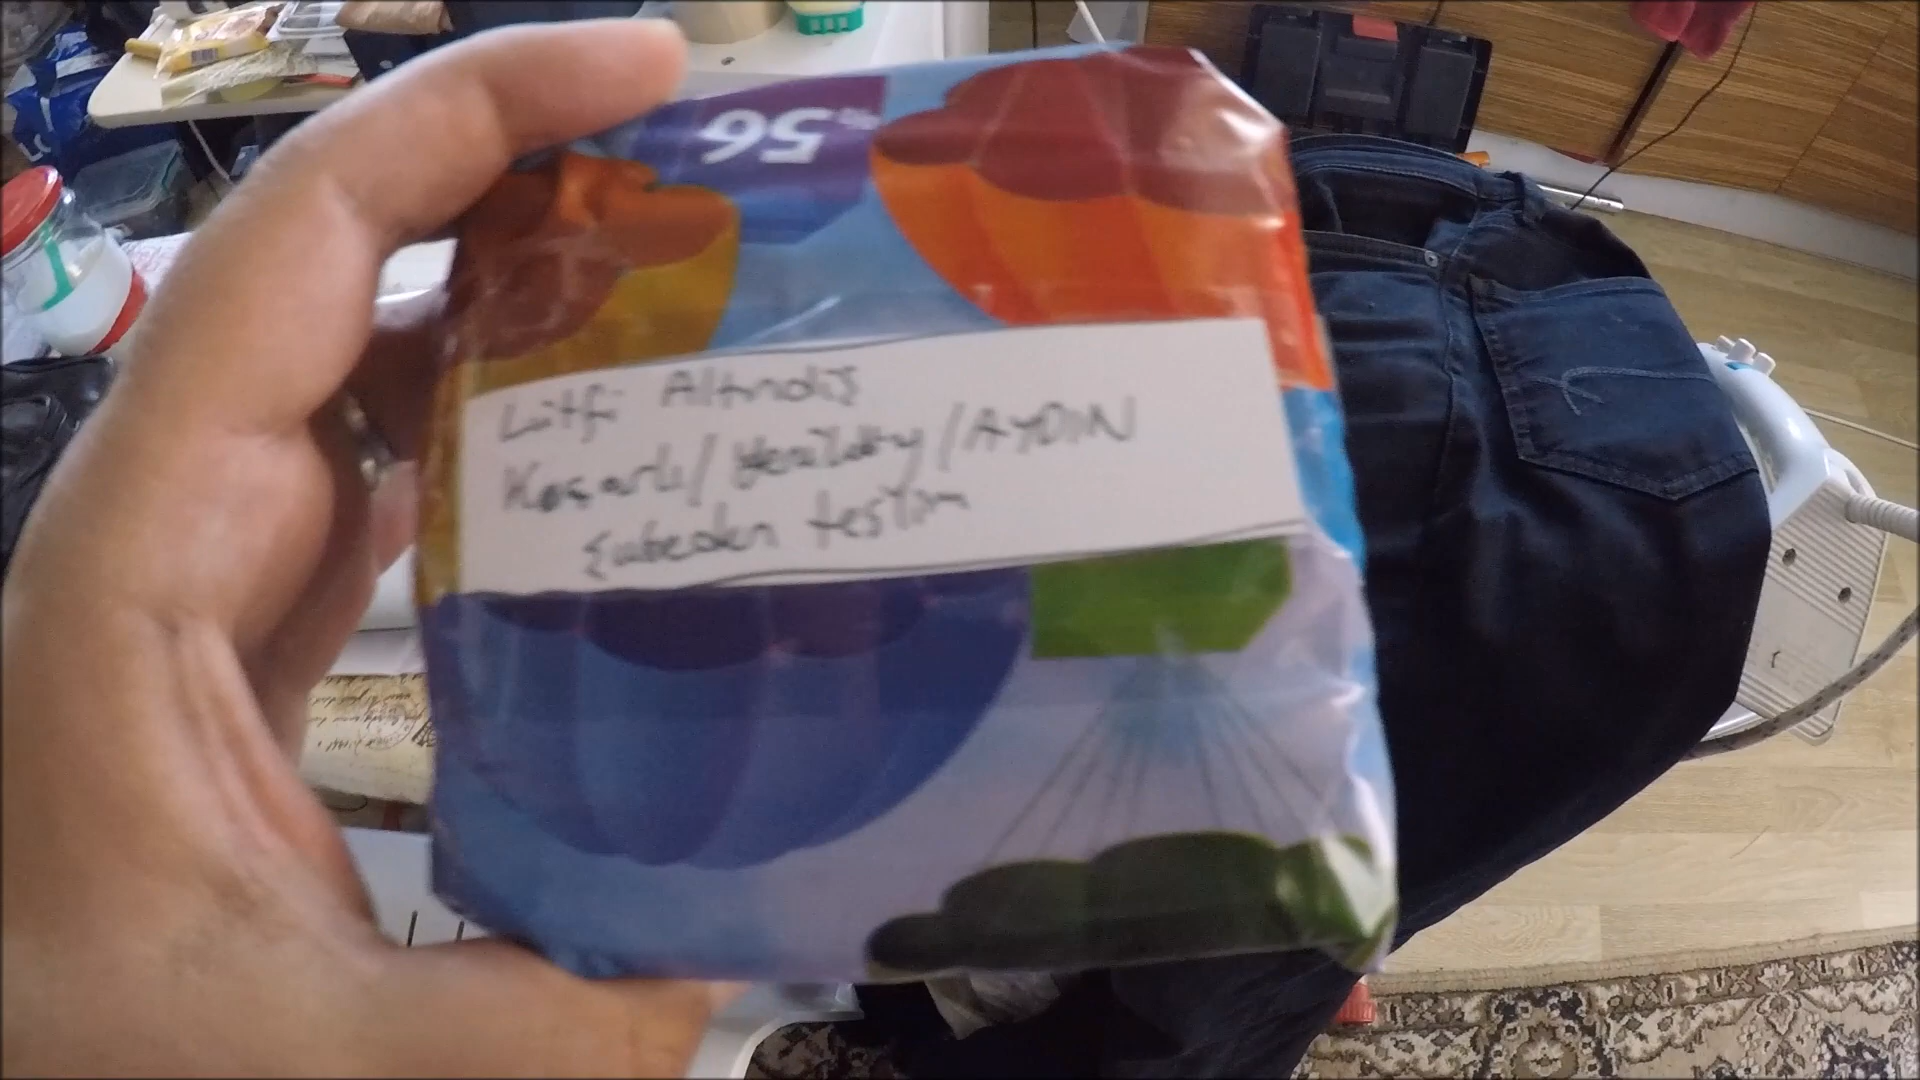 56
Lütfi Altındiş
Koçarlı/Yeniköy/AYDIN
Şubeden teslim